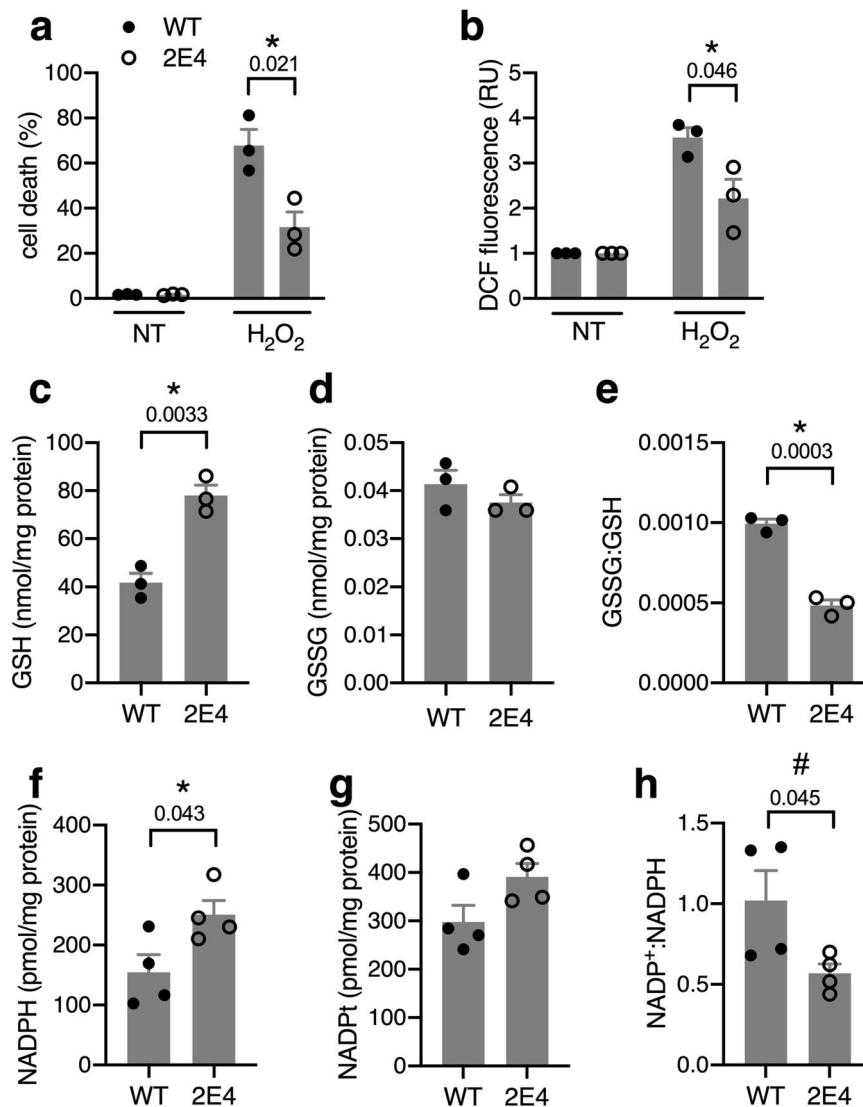 a
WT
2E4
*
0.021
cell death (%)
100
80
60
40
20
0
NT
H₂O₂
b
*
0.046
DCF fluorescence (RU)
5
4
3
2
1
0
NT
H₂O₂
c
*
0.0033
GSH (nmol/mg protein)
100
80
60
40
20
0
WT 2E4
d
GSSG (nmol/mg protein)
0.05
0.04
0.03
0.02
0.01
0.00
WT 2E4
e
*
0.0003
GSSG:GSH
0.0015
0.0010
0.0005
0.0000
WT 2E4
f
*
0.043
NADPH (pmol/mg protein)
400
300
200
100
0
WT 2E4
g
NADPt (pmol/mg protein)
500
400
300
200
100
0
WT 2E4
h
#
0.045
NADP⁺:NADPH
1.5
1.0
0.5
0.0
WT 2E4